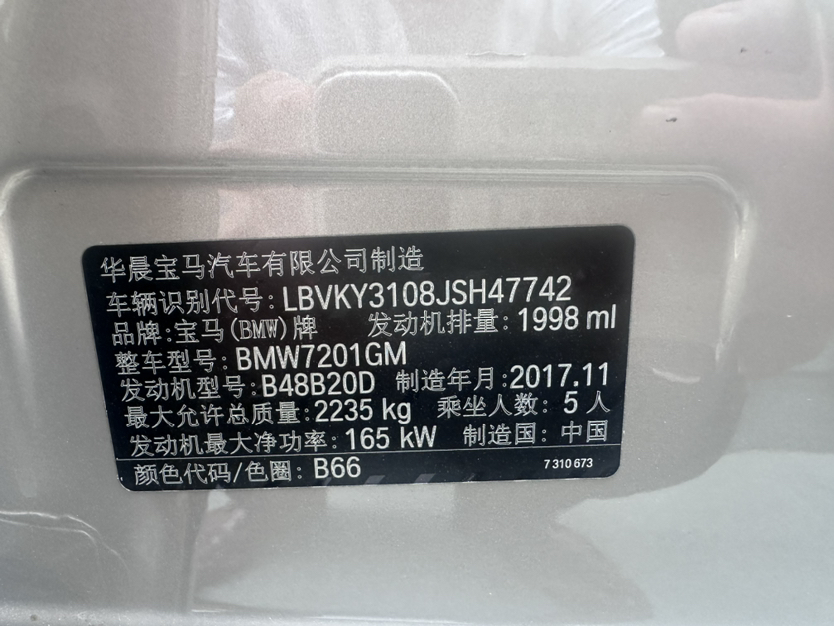 华晨宝马汽车有限公司制造
车辆识别代号: LBVKY3108JSH47742
品牌:宝马(BMW)牌 发动机排量: 1998 ml
整车型号: BMW7201GM
发动机型号: B48B20D 制造年月: 2017.11
最大允许总质量: 2235 kg 乘坐人数: 5 人
发动机最大净功率: 165 kW 制造国: 中国
颜色代码/色圈: B66 7 310 673